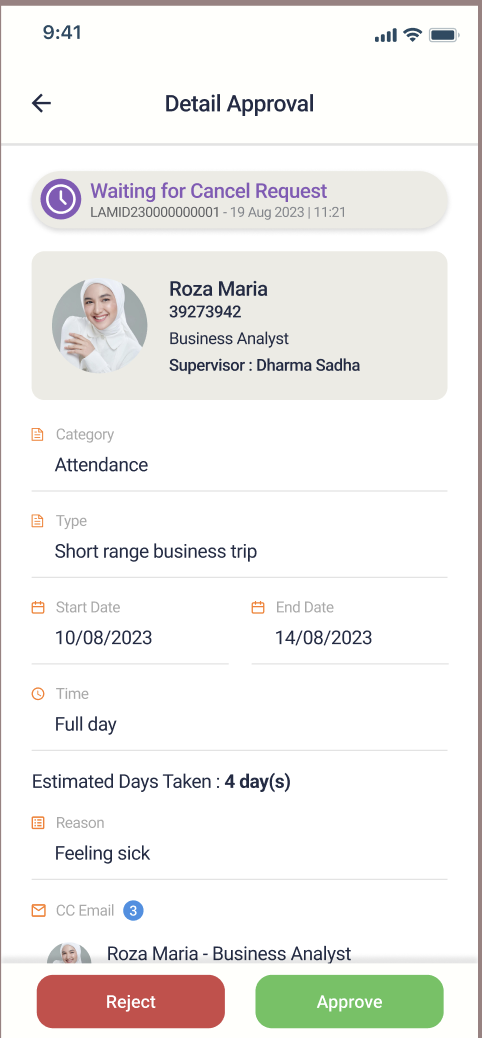 9:41
Detail Approval
Waiting for Cancel Request
LAMID230000000001 - 19 Aug 2023 | 11:21
Roza Maria
39273942
Business Analyst
Supervisor : Dharma Sadha
Category
Attendance
Type
Short range business trip
Start Date End Date
10/08/2023 14/08/2023
Time
Full day
Estimated Days Taken : 4 day(s)
Reason
Feeling sick
CC Email 3
Roza Maria - Business Analyst
Reject Approve